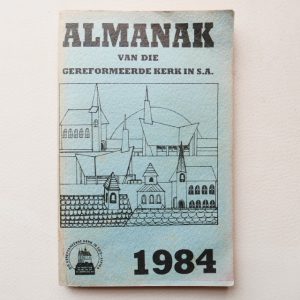 ALMANAK
VAN DIE
GEREFORMEERDE KERK IN S.A.
1984